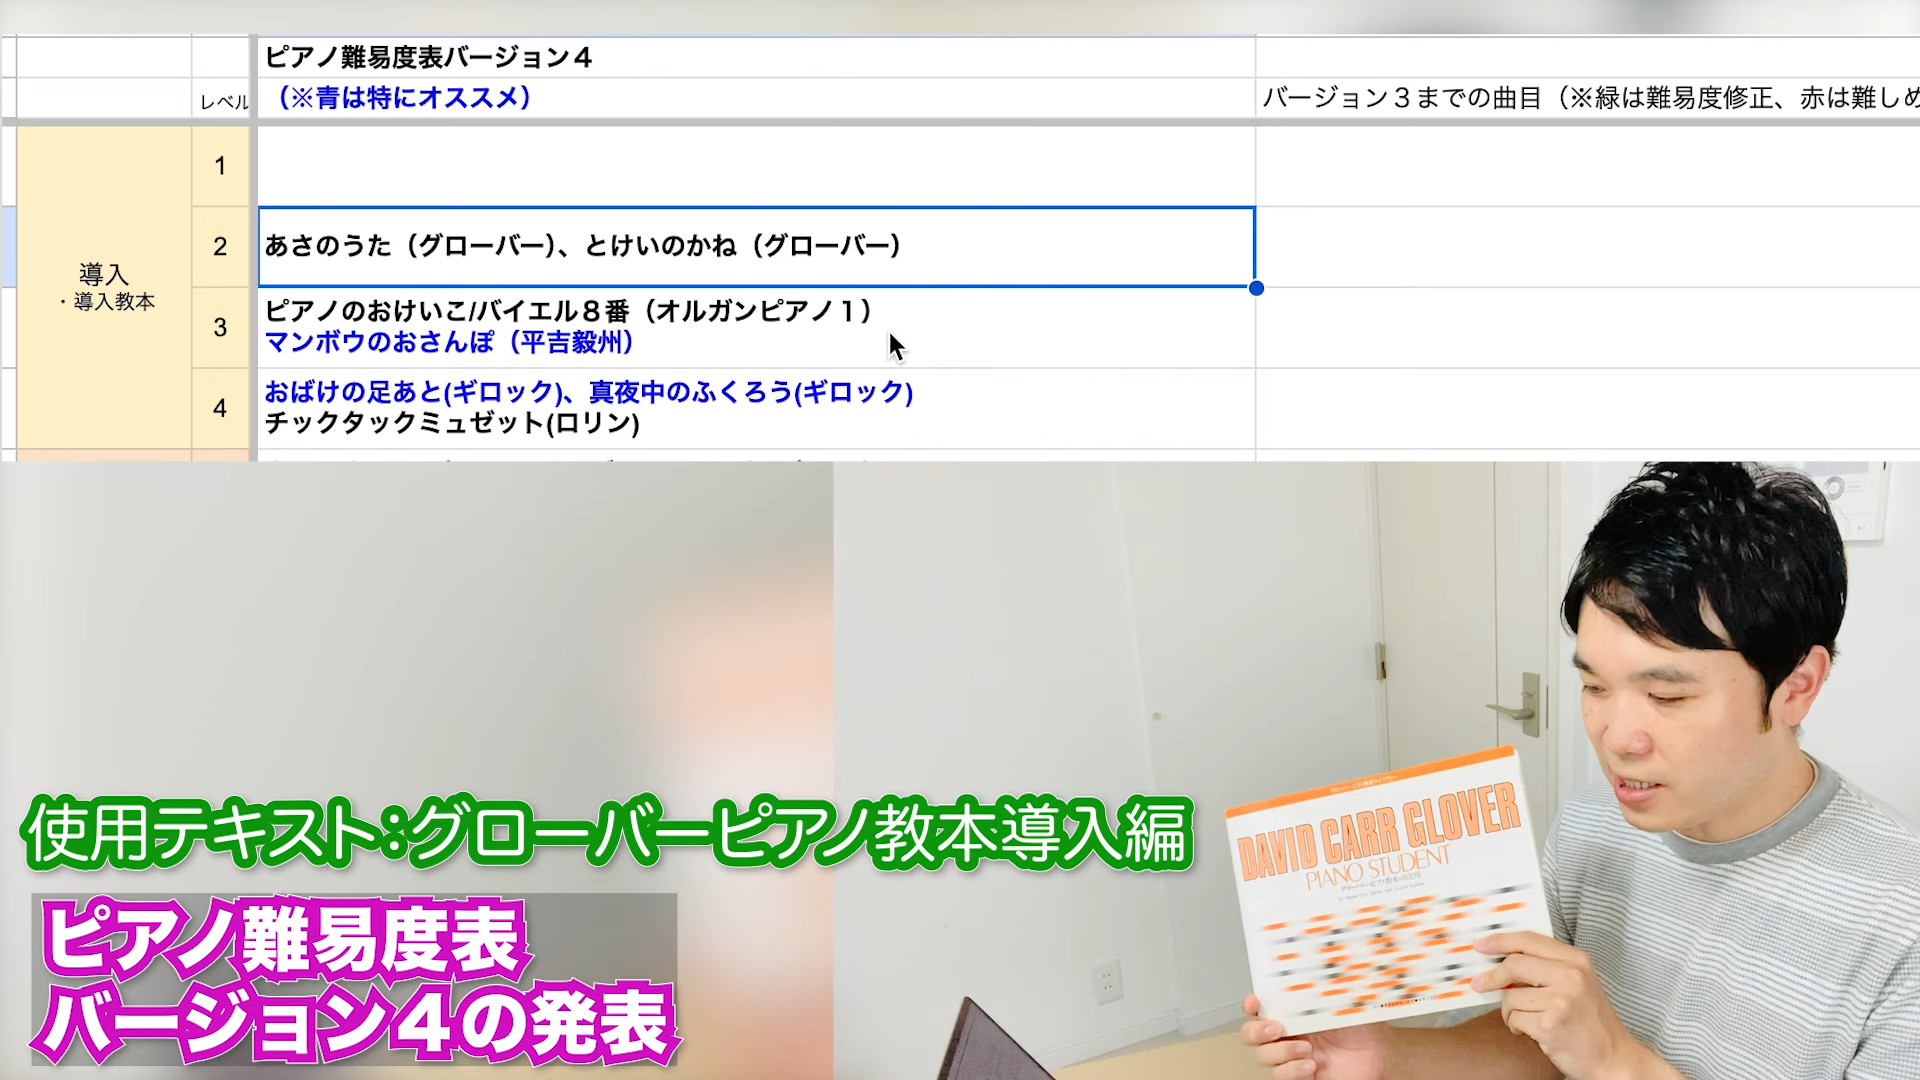 ピアノ難易度表バージョン４
レベル
（※青は特にオススメ）
バージョン３までの曲目（※緑は難易度修正、赤は難しめ
1
2
あさのうた（グローバー）、とけいのかね（グローバー）
導入
・導入教本
3
ピアノのおけいこ/バイエル８番（オルガンピアノ１）
マンボウのおさんぽ（平吉毅州）
4
おばけの足あと(ギロック)、真夜中のふくろう(ギロック)
チックタックミュゼット(ロリン)
使用テキスト：グローバーピアノ教本導入編
ピアノ難易度表
バージョン４の発表
DAVID CARR GLOVER
PIANO STUDENT